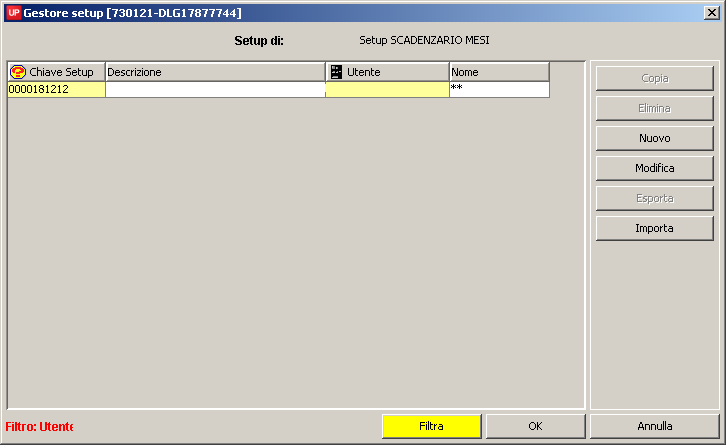 UP Gestore setup [730121-DLG17877744]
Setup di: Setup SCADENZARIO MESI
Chiave Setup Descrizione Utente Nome
0000181212 **
Copia
Elimina
Nuovo
Modifica
Esporta
Importa
Filtro: Utente Filtra OK Annulla